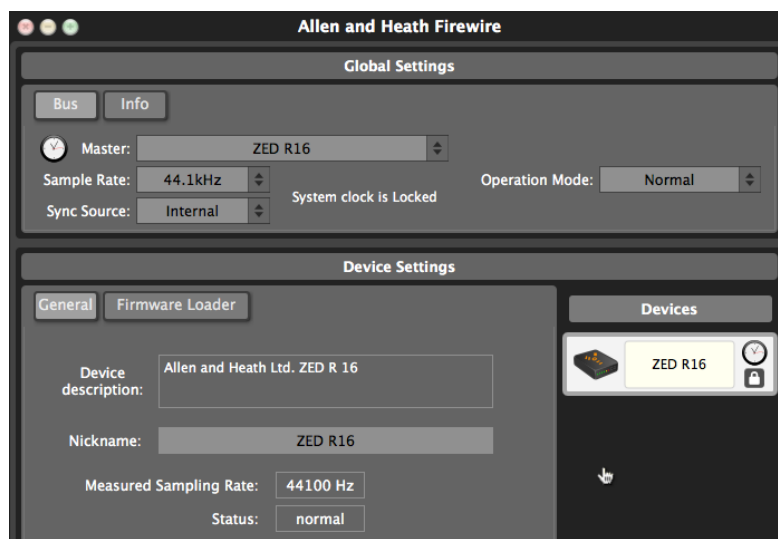 Allen and Heath Firewire
Global Settings
Bus Info
Master: ZED R16
Sample Rate: 44.1kHz
System clock is Locked
Operation Mode: Normal
Sync Source: Internal
Device Settings
General Firmware Loader
Devices
Device description: Allen and Heath Ltd. ZED R 16
ZED R16
Nickname: ZED R16
Measured Sampling Rate: 44100 Hz
Status: normal